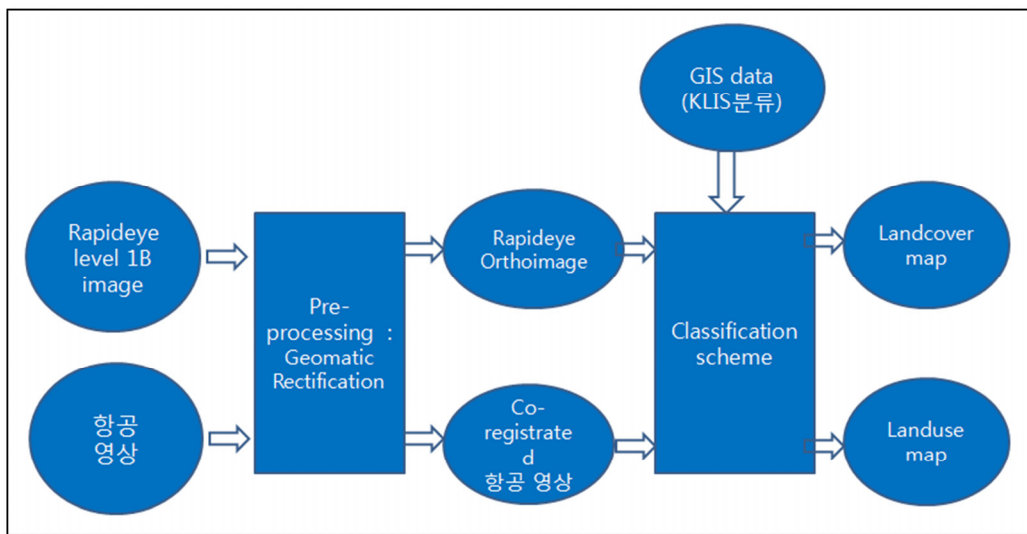 GIS data
(KLIS분류)
Rapideye
level 1B
image
Pre-
processing :
Geomatic
Rectification
Rapideye
Orthoimage
Classification
scheme
Landcover
map
항공
영상
Co-
registrate
d
항공 영상
Landuse
map